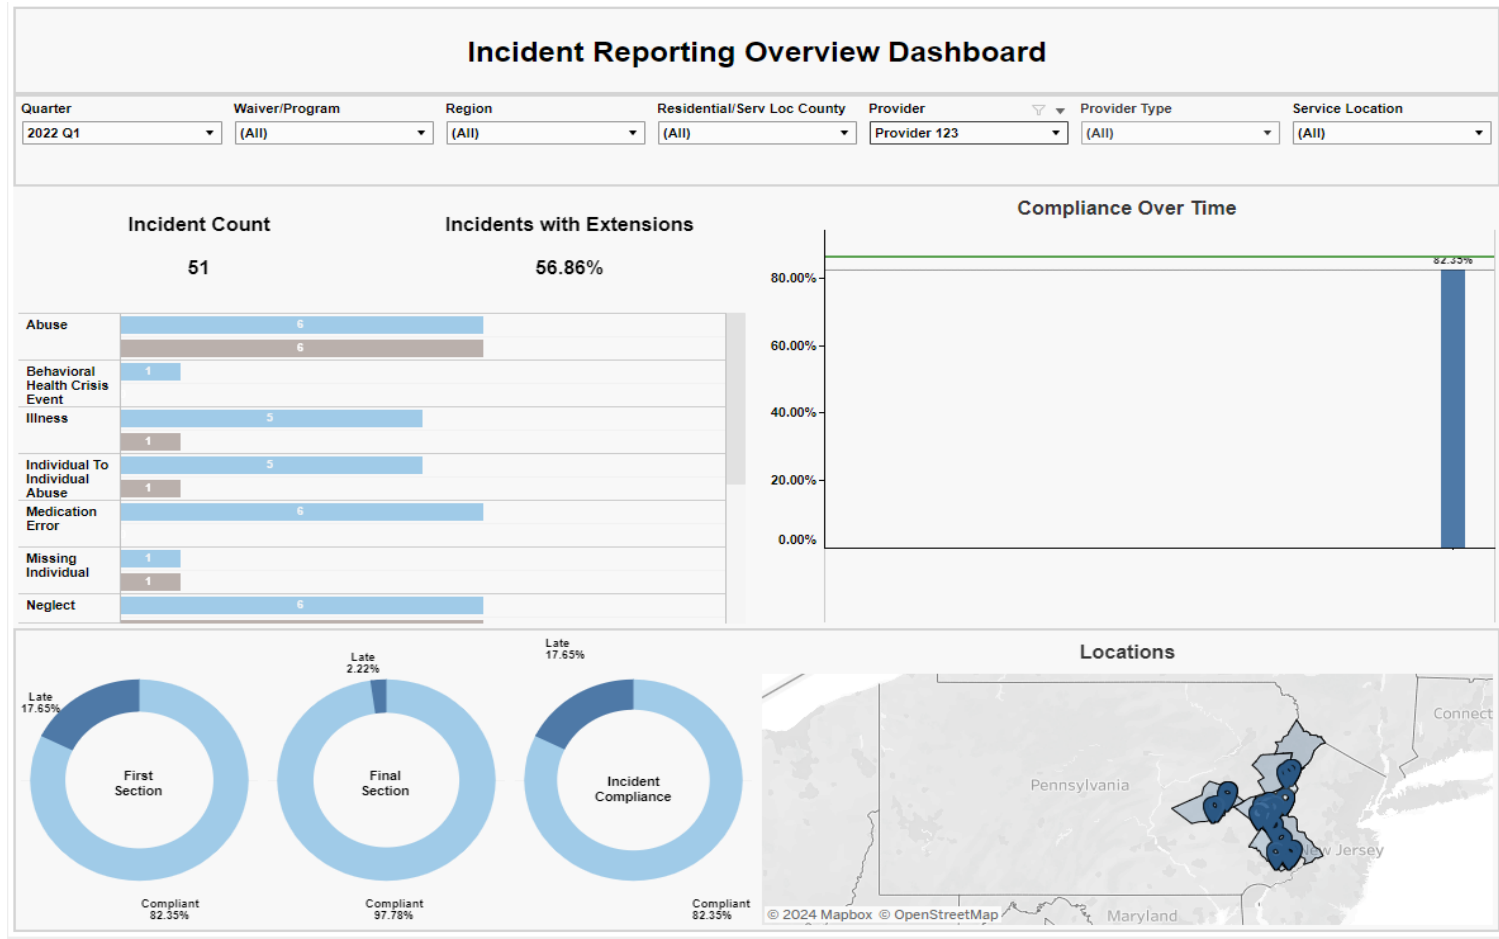 Incident Reporting Overview Dashboard
Quarter
Waiver/Program
Region
Residential/Serv Loc County
Provider
Provider Type
Service Location
2022 Q1
(All)
(All)
(All)
Provider 123
(All)
(All)
Incident Count
Incidents with Extensions
51
56.86%
Abuse
6
6
Behavioral
Health Crisis
Event
1
Illness
5
1
Individual To
Individual
Abuse
5
1
Medication
Error
6
Missing
Individual
1
1
Neglect
6
Compliance Over Time
82.35%
80.00%
60.00%
40.00%
20.00%
0.00%
Late
17.65%
First
Section
Compliant
82.35%
Late
2.22%
Final
Section
Compliant
97.78%
Late
17.65%
Incident
Compliance
Compliant
82.35%
Locations
Connect
Pennsylvania
New Jersey
Maryland
© 2024 Mapbox © OpenStreetMap